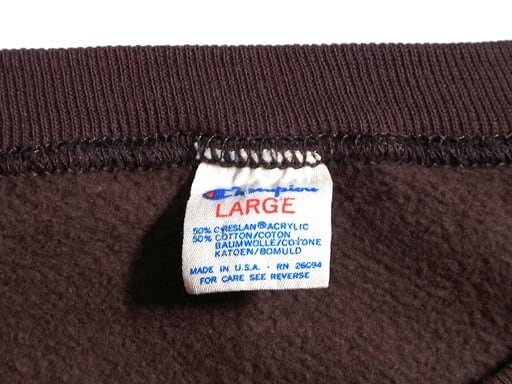 Champion
LARGE
50% CRESLAN® ACRYLIC
50% COTTON/COTON
BAUMWOLLE/COTONE
KATOEN/BOMULD
MADE IN U.S.A. · RN 26094
FOR CARE SEE REVERSE